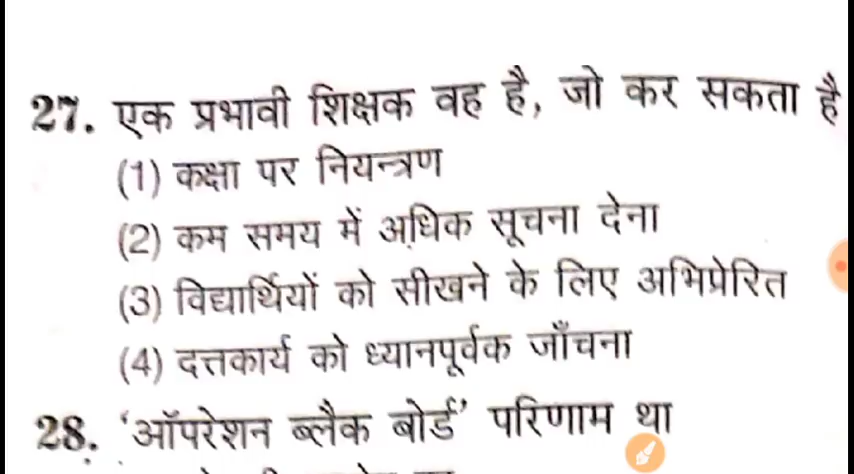 27. एक प्रभावी शिक्षक वह है, जो कर सकता है
(1) कक्षा पर नियन्त्रण
(2) कम समय में अधिक सूचना देना
(3) विद्यार्थियों को सीखने के लिए अभिप्रेरित
(4) दत्तकार्य को ध्यानपूर्वक जाँचना
28. ‘ऑपरेशन ब्लैक बोर्ड’ परिणाम था